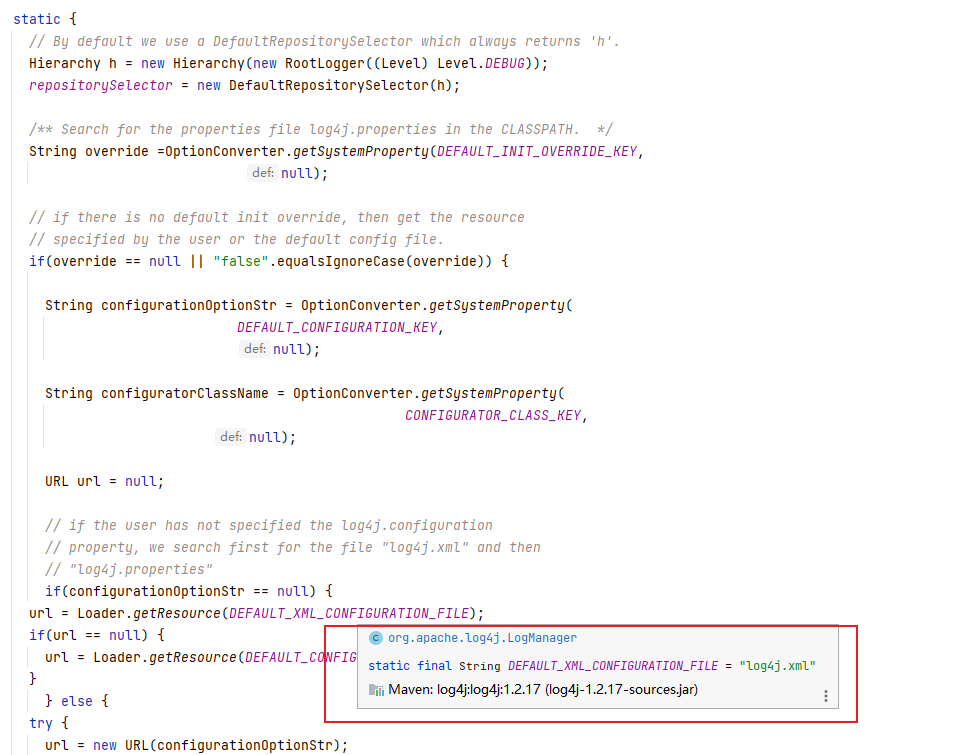 static {
// By default we use a DefaultRepositorySelector which always returns 'h'.
Hierarchy h = new Hierarchy(new RootLogger((Level) Level.DEBUG));
repositorySelector = new DefaultRepositorySelector(h);
/** Search for the properties file log4j.properties in the CLASSPATH.  */
String override =OptionConverter.getSystemProperty(DEFAULT_INIT_OVERRIDE_KEY,
def: null);
// if there is no default init override, then get the resource
// specified by the user or the default config file.
if(override == null || "false".equalsIgnoreCase(override)) {
String configurationOptionStr = OptionConverter.getSystemProperty(
DEFAULT_CONFIGURATION_KEY,
def: null);
String configuratorClassName = OptionConverter.getSystemProperty(
CONFIGURATOR_CLASS_KEY,
def: null);
URL url = null;
// if the user has not specified the log4j.configuration
// property, we search first for the file "log4j.xml" and then
// "log4j.properties"
if(configurationOptionStr == null) {
url = Loader.getResource(DEFAULT_XML_CONFIGURATION_FILE);
if(url == null) {
url = Loader.getResource(DEFAULT_CONFIG
}
} else {
try {
url = new URL(configurationOptionStr);
C org.apache.log4j.LogManager
static final String DEFAULT_XML_CONFIGURATION_FILE = "log4j.xml"
Maven: log4j:log4j:1.2.17 (log4j-1.2.17-sources.jar)